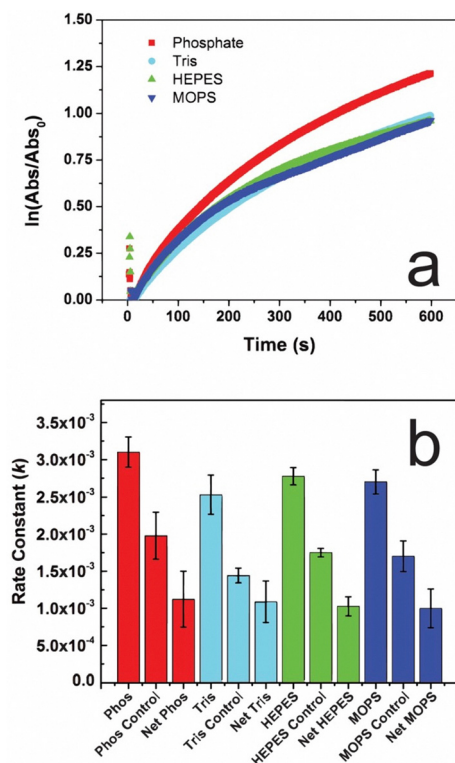 1.50
1.25
1.00
0.75
0.50
0.25
0.00
ln(Abs/Abs₀)
Phosphate
Tris
HEPES
MOPS
a
0 100 200 300 400 500 600
Time (s)
b
3.5x10⁻³
3.0x10⁻³
2.5x10⁻³
2.0x10⁻³
1.5x10⁻³
1.0x10⁻³
5.0x10⁻⁴
0.0
Rate Constant (k)
Phos
Phos Control
Net Phos
Tris
Tris Control
Net Tris
HEPES
HEPES Control
Net HEPES
MOPS
MOPS Control
Net MOPS